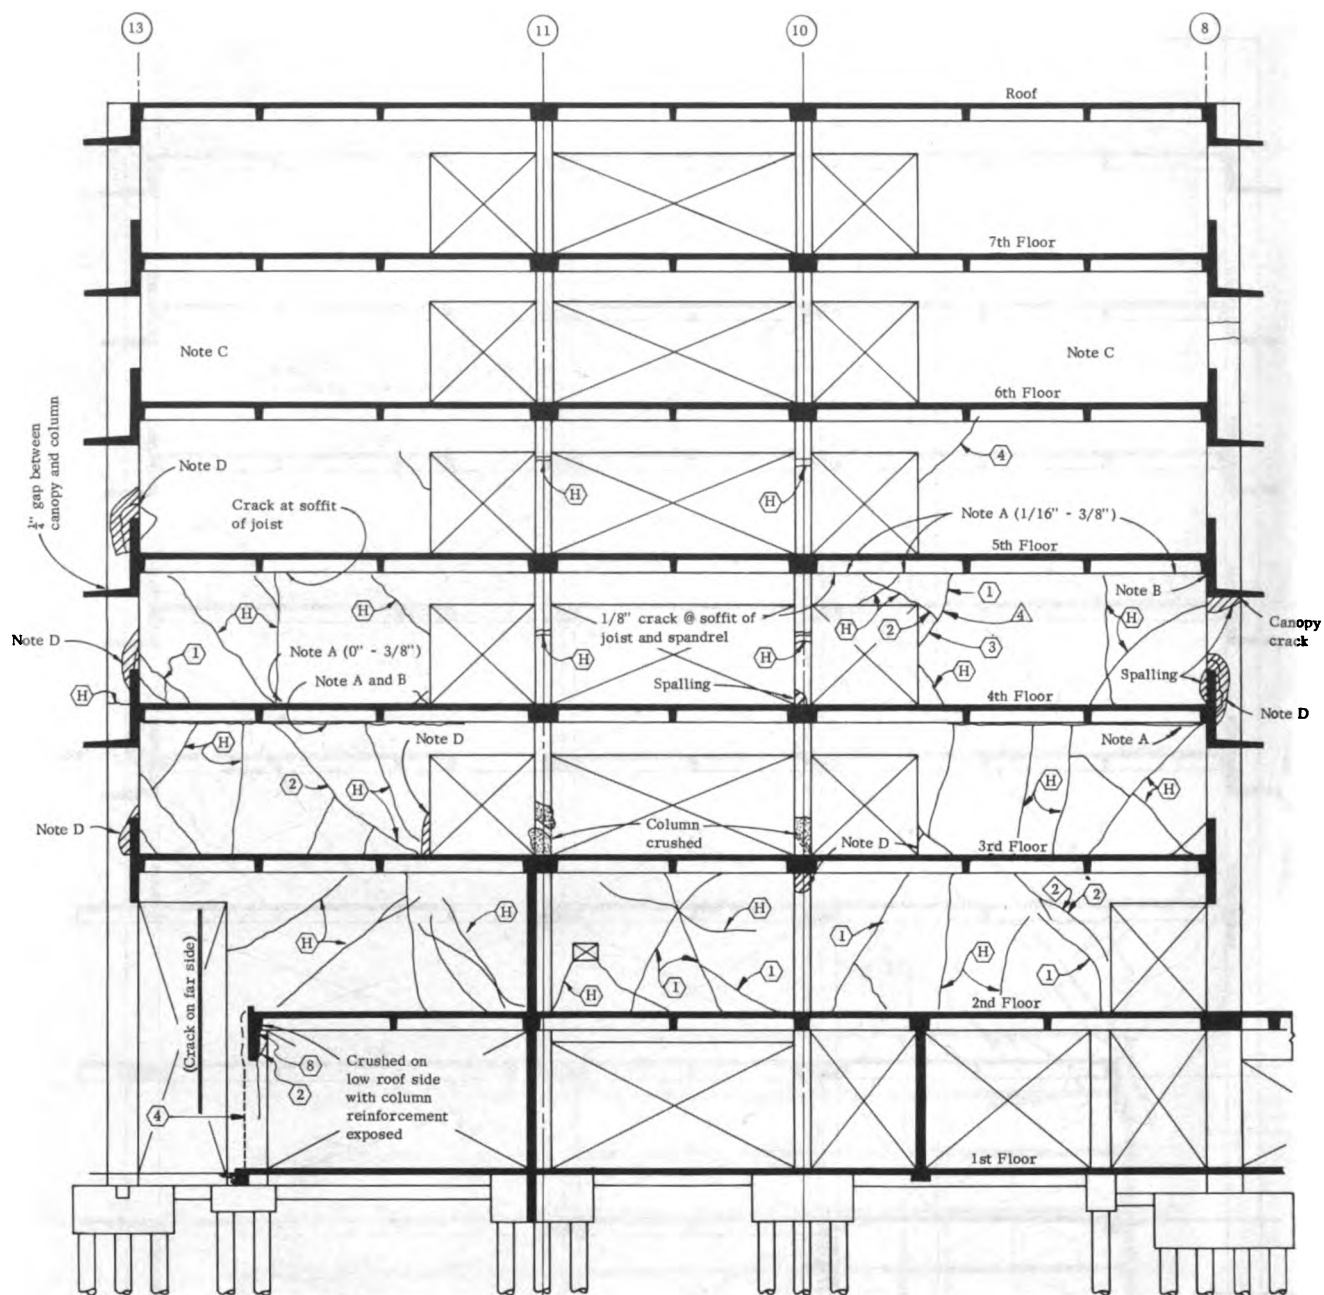 13
11
10
8
Roof
7th Floor
Note C
Note C
6th Floor
1/4" gap between
canopy and column
Note D
4
H
H
Crack at soffit
of joist
Note A (1/16" - 3/8")
5th Floor
H
H
1
Note B
1/8" crack @ soffit of
joist and spandrel
H
2
4
H
Canopy
crack
Note D
1
Note A (0" - 3/8")
H
H
3
H
Spalling
Note A and B
Spalling
4th Floor
H
Note D
H
Note D
Note A
2
H
H
H
Note D
Column
crushed
Note D
3rd Floor
2
2
H
H
H
1
H
(Crack on far side)
H
1
1
1
2nd Floor
8
2
Crushed on
low roof side
with column
reinforcement
exposed
4
1st Floor